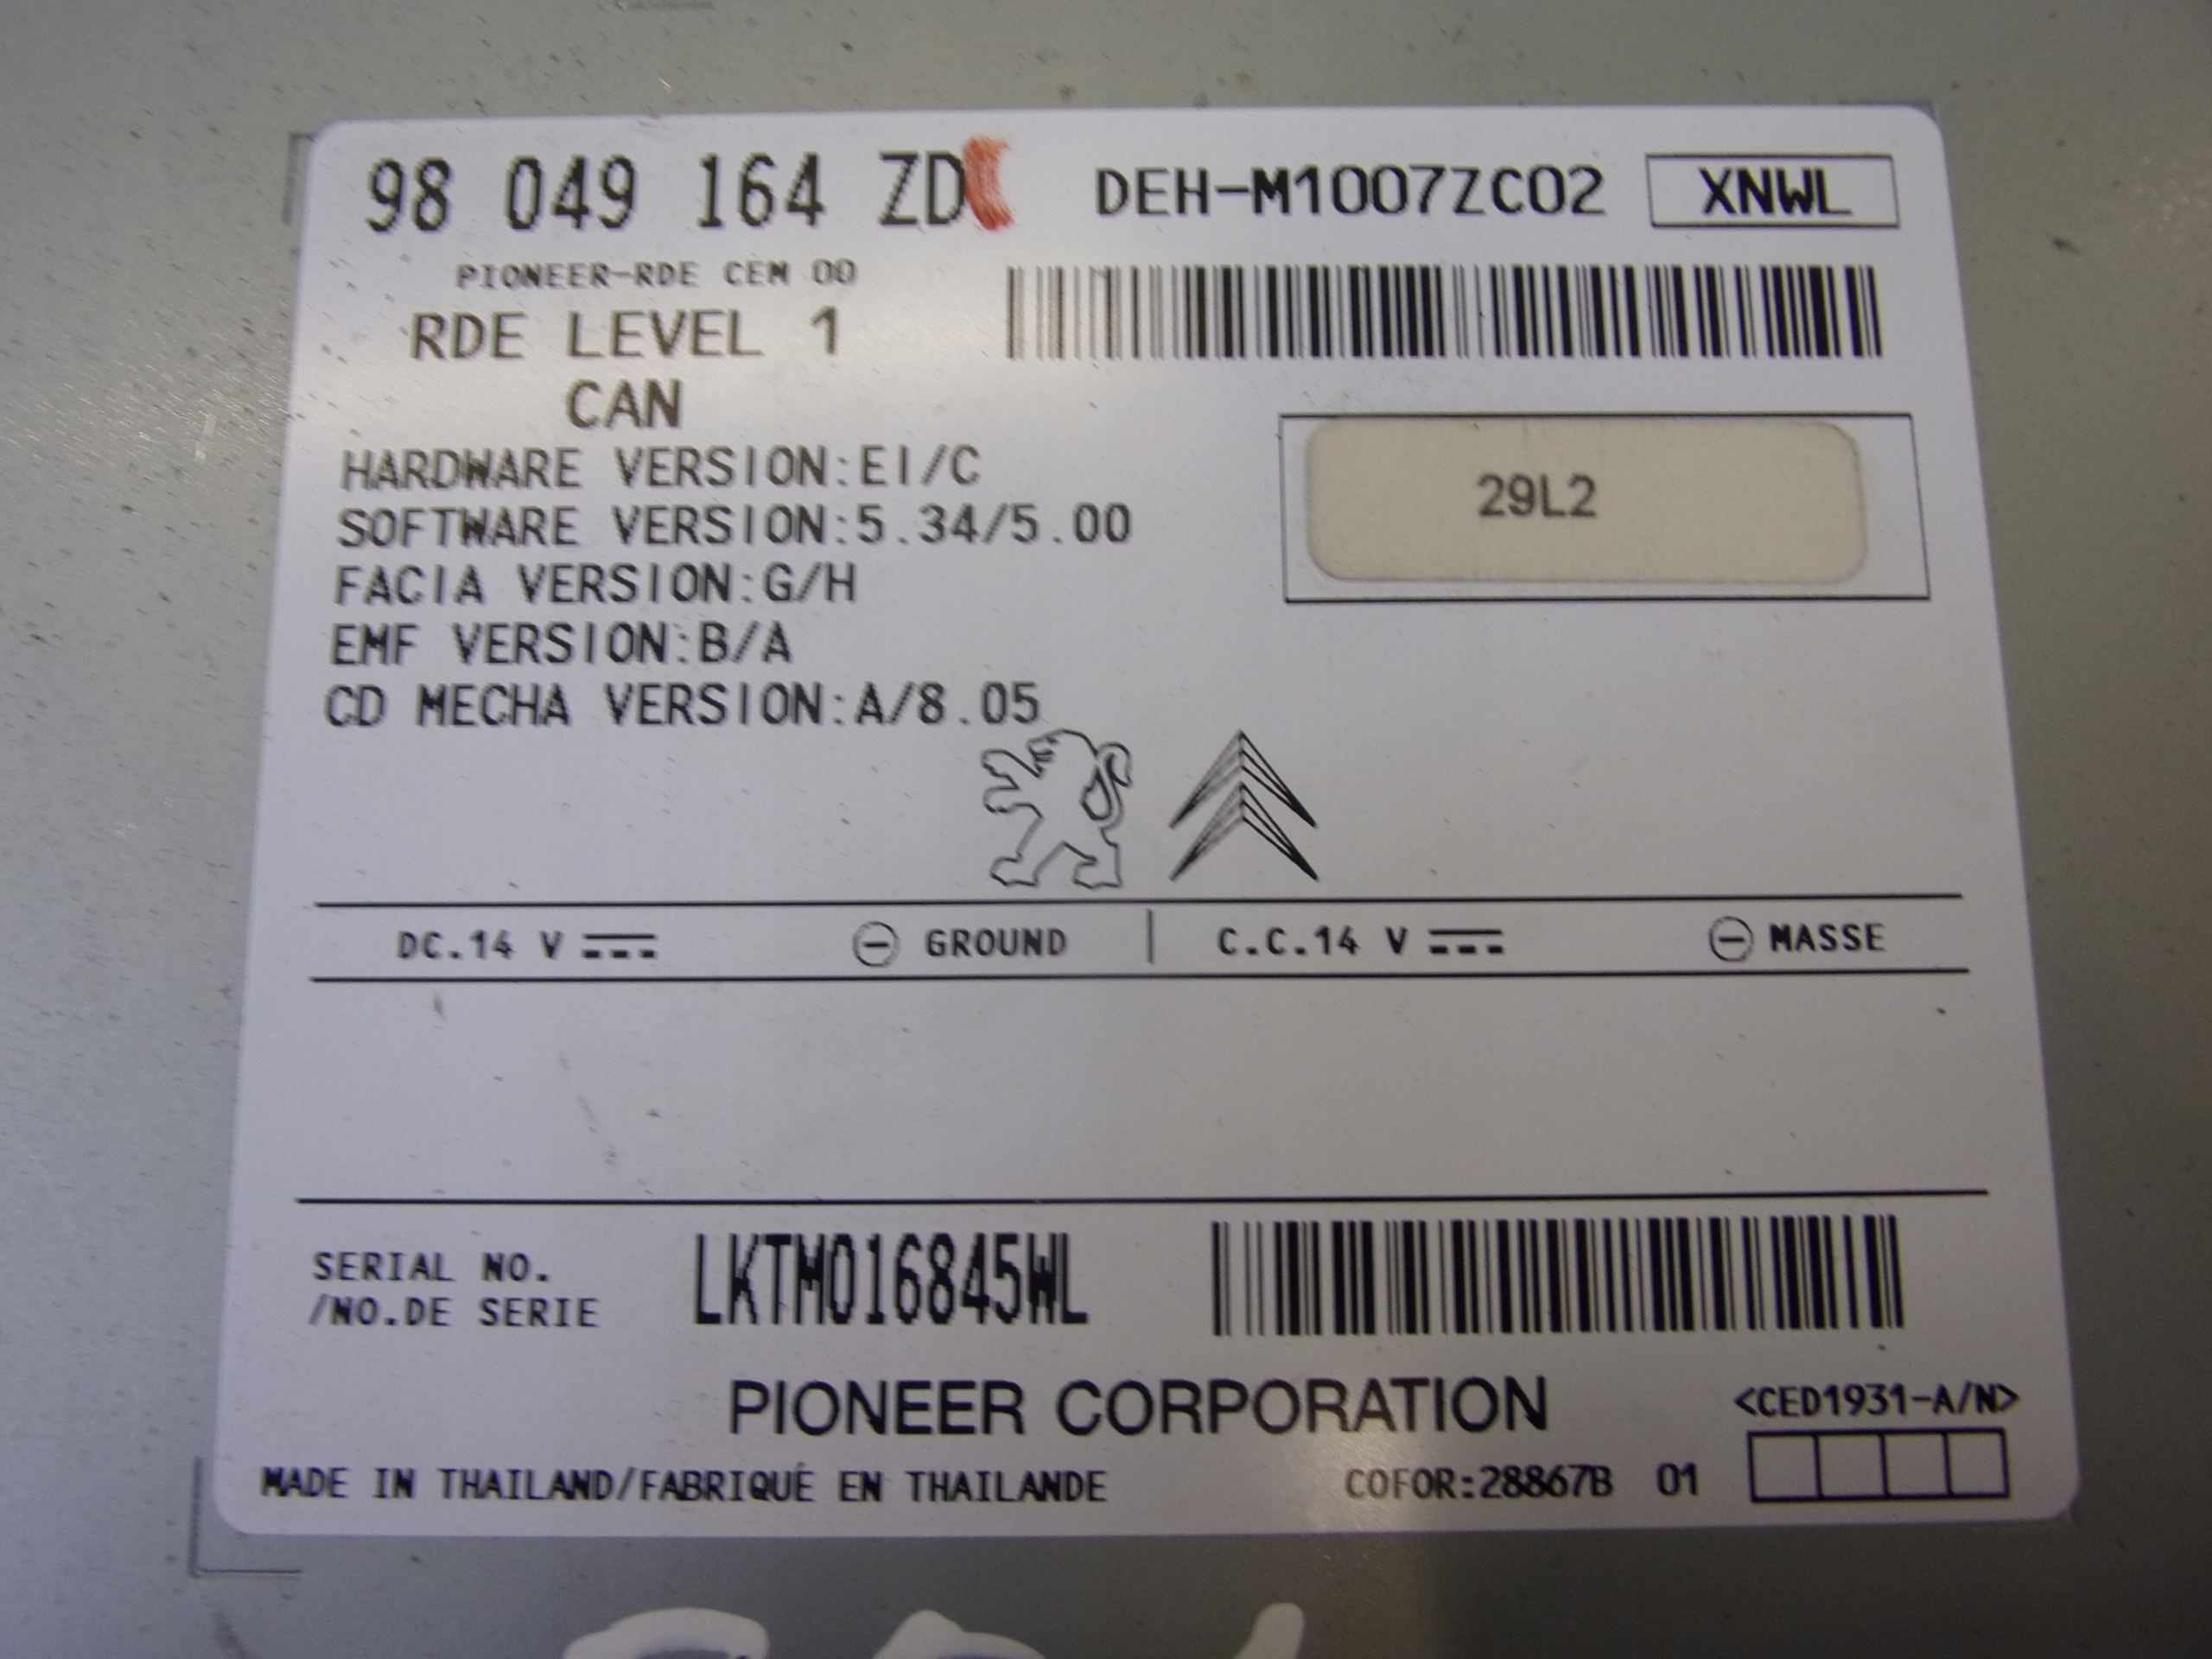 98 049 164 ZD
DEH-M1007ZC02
XNWL
PIONEER-RDE CEM 00
RDE LEVEL 1
CAN
HARDWARE VERSION:EI/C
SOFTWARE VERSION:5.34/5.00
FACIA VERSION:G/H
EMF VERSION:B/A
CD MECHA VERSION:A/8.05
29L2
DC.14 V GROUND | C.C.14 V MASSE
SERIAL NO.
/NO.DE SERIE
LKTM016845WL
PIONEER CORPORATION
<CED1931-A/N>
MADE IN THAILAND/FABRIQUÉ EN THAILANDE
COFOR:28867B 01